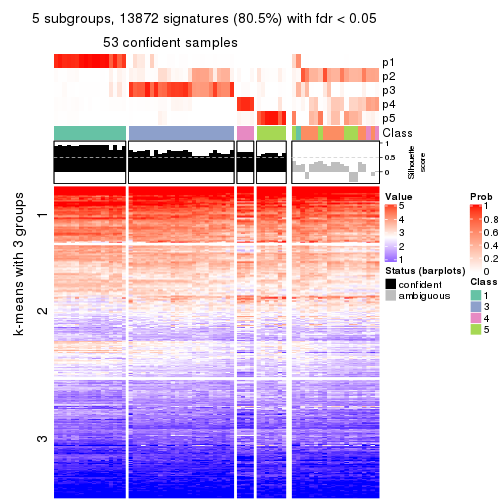 5 subgroups, 13872 signatures (80.5%) with fdr < 0.05
53 confident samples
p1
p2
p3
p4
p5
Class
1
0.5
0
Silhouette
score
k-means with 3 groups
1
2
3
Value
5
4
3
2
1
Prob
1
0.8
0.6
0.4
0.2
0
Status (barplots)
confident
ambiguous
Class
1
3
4
5